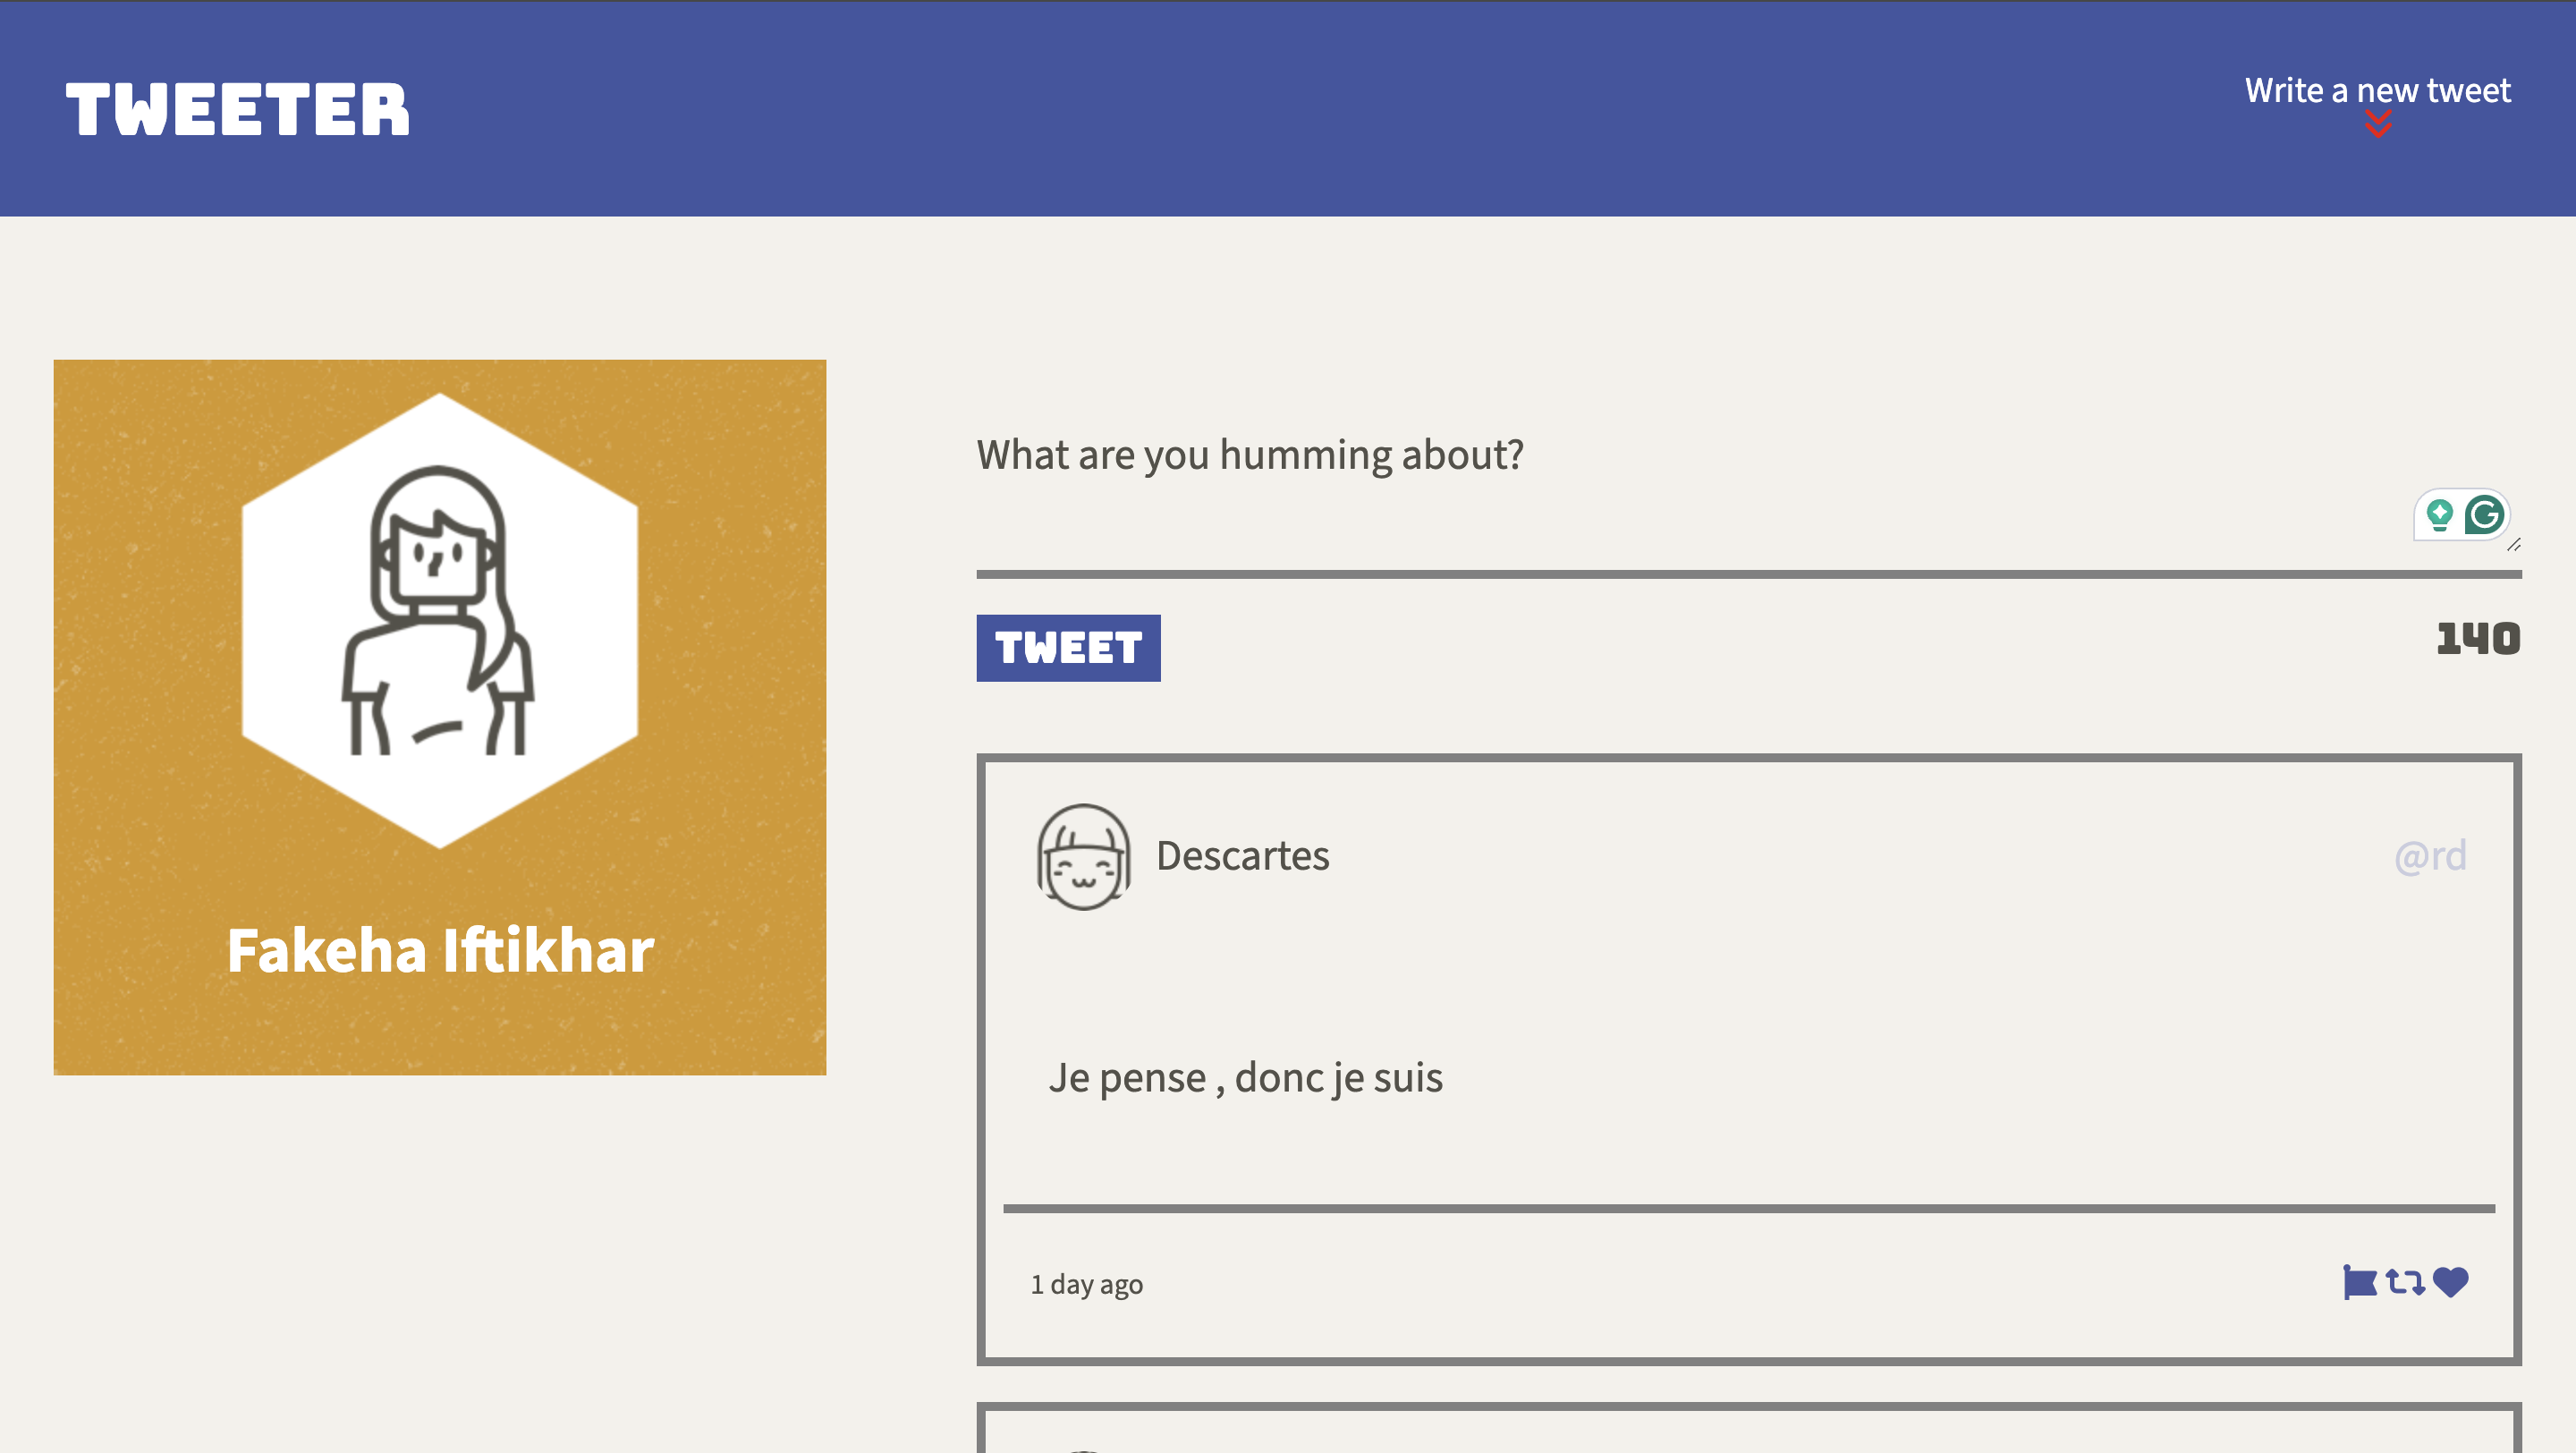 TWEETER
Write a new tweet
Fakeha Iftikhar
What are you humming about?
TWEET
140
Descartes
@rd
Je pense , donc je suis
1 day ago